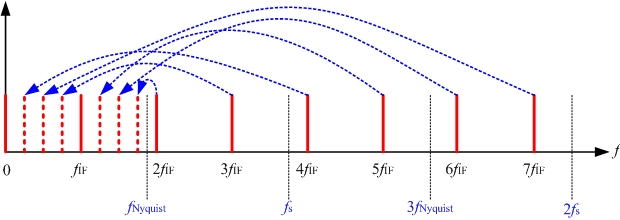 f
0 fIF 2fIF 3fIF 4fIF 5fIF 6fIF 7fIF
fNyquist fs 3fNyquist 2fs